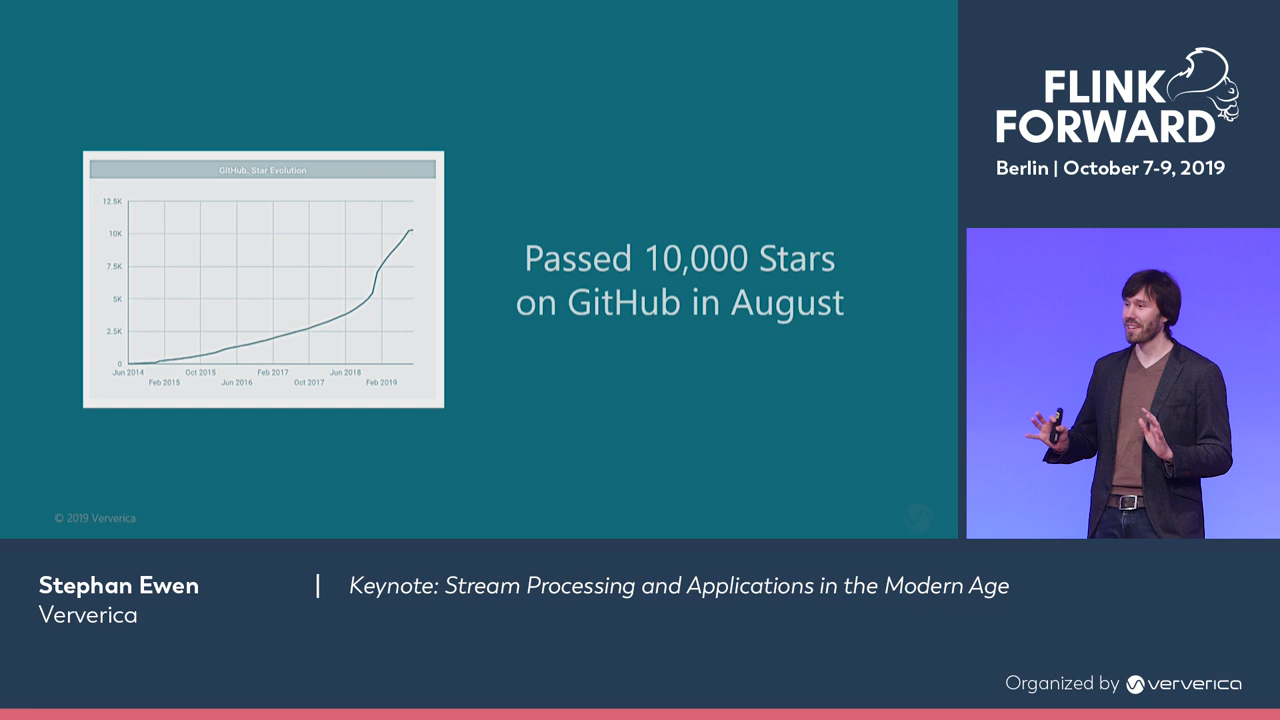 GitHub. Star Evolution
12.5K
10K
7.5K
5K
2.5K
0
Jun 2014
Feb 2015
Oct 2015
Jun 2016
Feb 2017
Oct 2017
Jun 2018
Feb 2019
Passed 10,000 Stars
on GitHub in August
© 2019 Ververica
FLINK
FORWARD
Berlin | October 7-9, 2019
Stephan Ewen | Keynote: Stream Processing and Applications in the Modern Age
Ververica
Organized by ververica